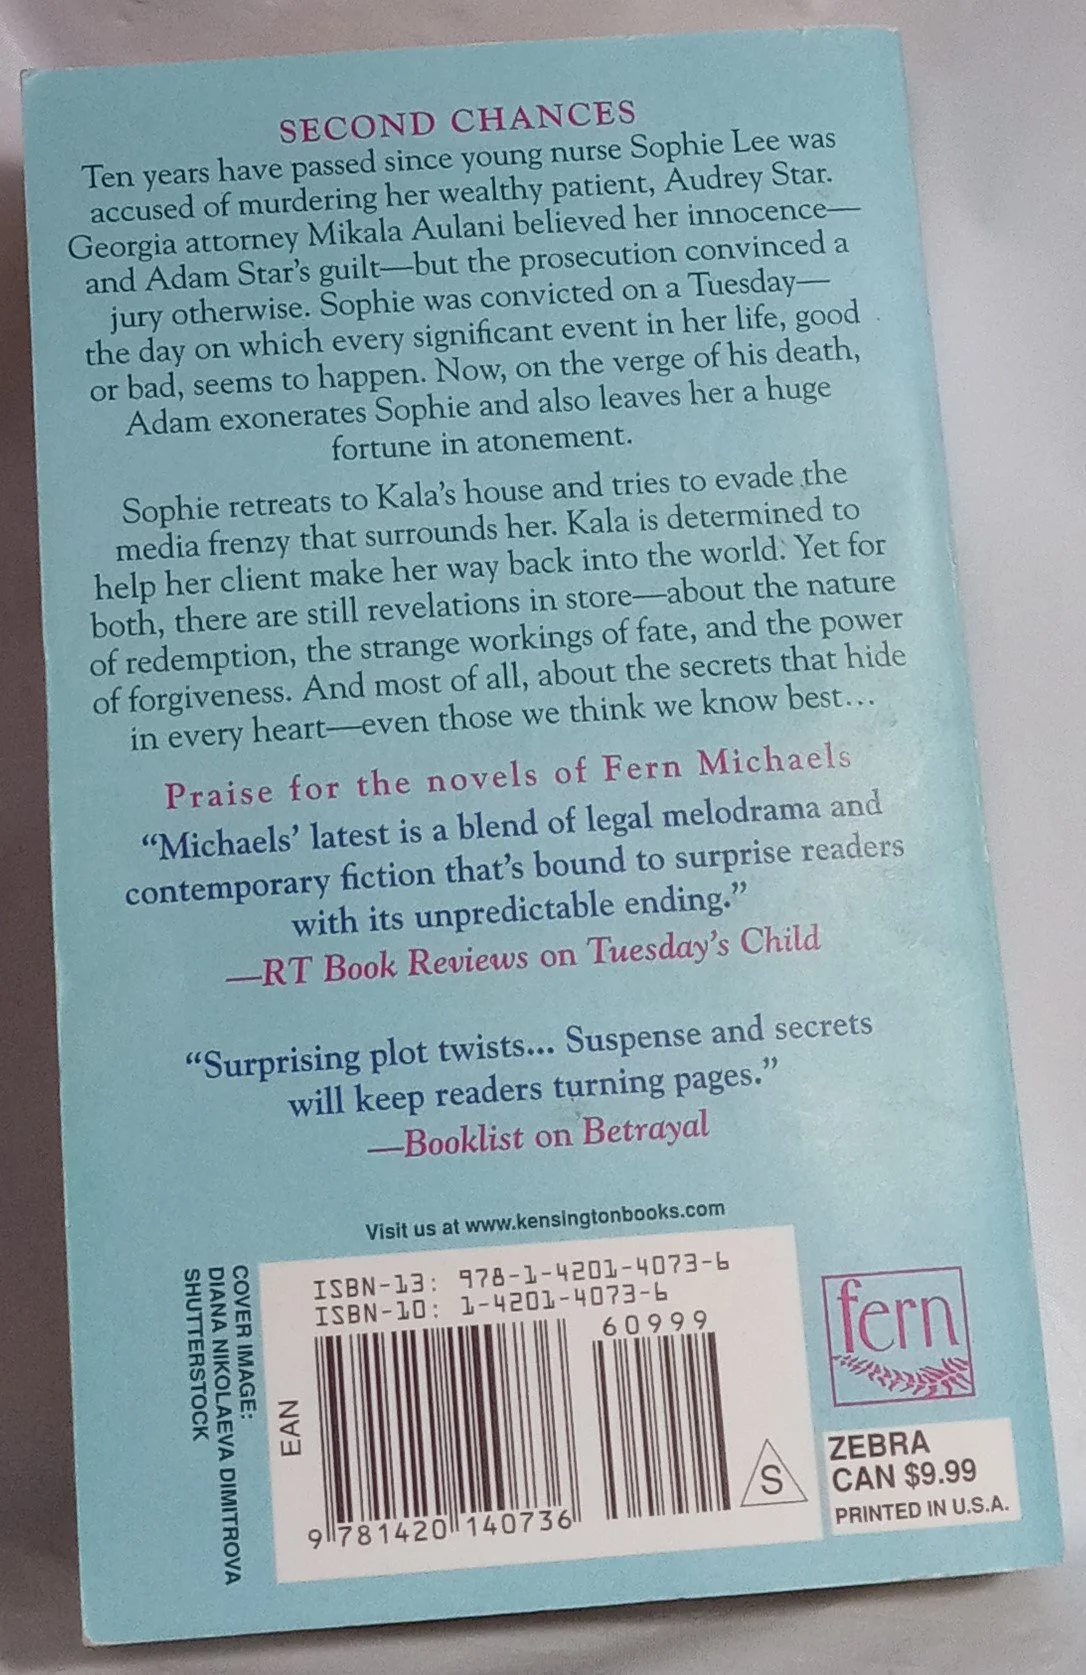 SECOND CHANCES
Ten years have passed since young nurse Sophie Lee was
accused of murdering her wealthy patient, Audrey Star.
Georgia attorney Mikala Aulani believed her innocence—
and Adam Star's guilt—but the prosecution convinced a
jury otherwise. Sophie was convicted on a Tuesday—
the day on which every significant event in her life, good
or bad, seems to happen. Now, on the verge of his death,
Adam exonerates Sophie and also leaves her a huge
fortune in atonement.
Sophie retreats to Kala's house and tries to evade the
media frenzy that surrounds her. Kala is determined to
help her client make her way back into the world. Yet for
both, there are still revelations in store—about the nature
of redemption, the strange workings of fate, and the power
of forgiveness. And most of all, about the secrets that hide
in every heart—even those we think we know best…
Praise for the novels of Fern Michaels
“Michaels’ latest is a blend of legal melodrama and
contemporary fiction that’s bound to surprise readers
with its unpredictable ending.”
—RT Book Reviews on Tuesday’s Child
“Surprising plot twists... Suspense and secrets
will keep readers turning pages.”
—Booklist on Betrayal
Visit us at www.kensingtonbooks.com
COVER IMAGE:
DIANA NIKOLAEVA DIMITROVA
SHUTTERSTOCK
ISBN-13: 978-1-4201-4073-6
ISBN-10: 1-4201-4073-6
60999
EAN
9 781420 140736
S
fern
ZEBRA
CAN $9.99
PRINTED IN U.S.A.